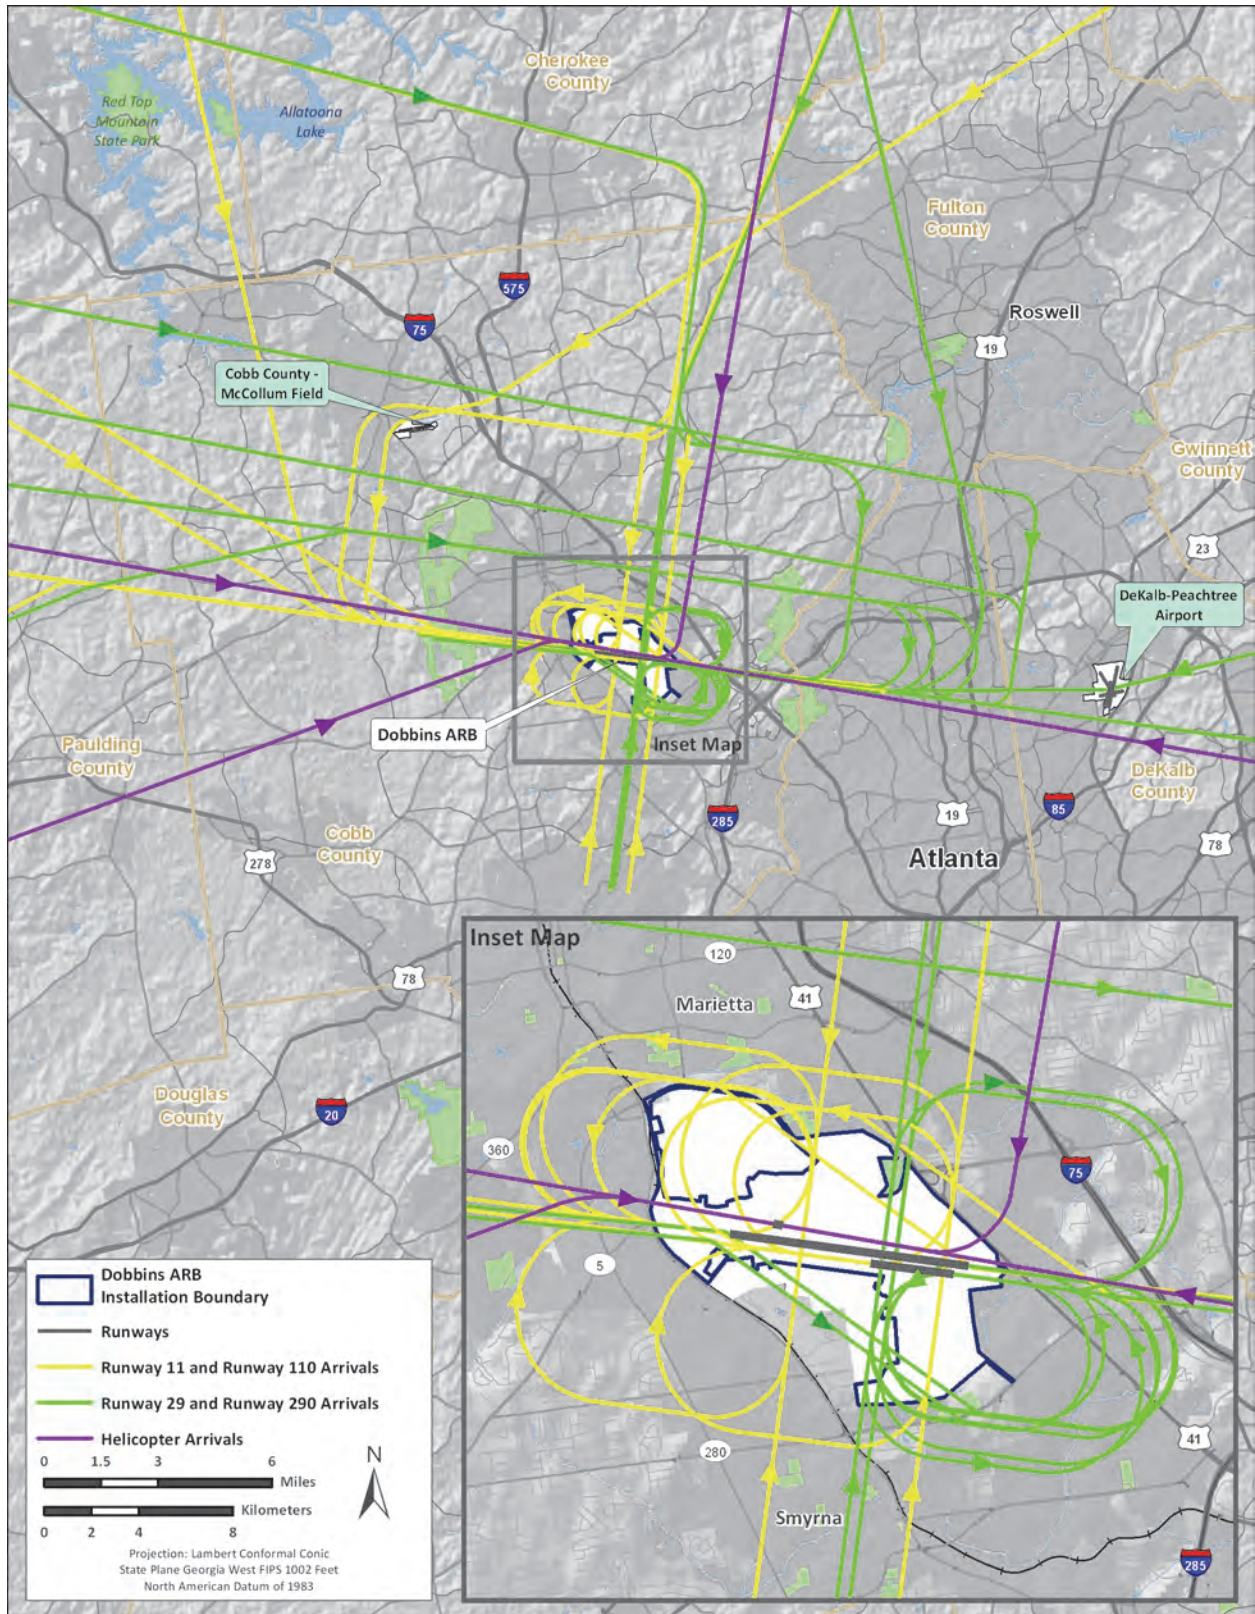 Cherokee
County
Red Top
Mountain
State Park
Allatoona
Lake
Fulton
County
575
75
Roswell
19
Cobb County -
McCollum Field
Gwinnett
County
23
DeKalb-Peachtree
Airport
Dobbins ARB
Inset Map
Paulding
County
DeKalb
County
285
19
85
78
Cobb
County
278
Atlanta
78
Douglas
County
20
Inset Map
120
Marietta
41
360
75
5
41
280
Smyrna
285
Dobbins ARB
Installation Boundary
Runways
Runway 11 and Runway 110 Arrivals
Runway 29 and Runway 290 Arrivals
Helicopter Arrivals
N
0 1.5 3 6
Miles
Kilometers
0 2 4 8
Projection: Lambert Conformal Conic
State Plane Georgia West FIPS 1002 Feet
North American Datum of 1983